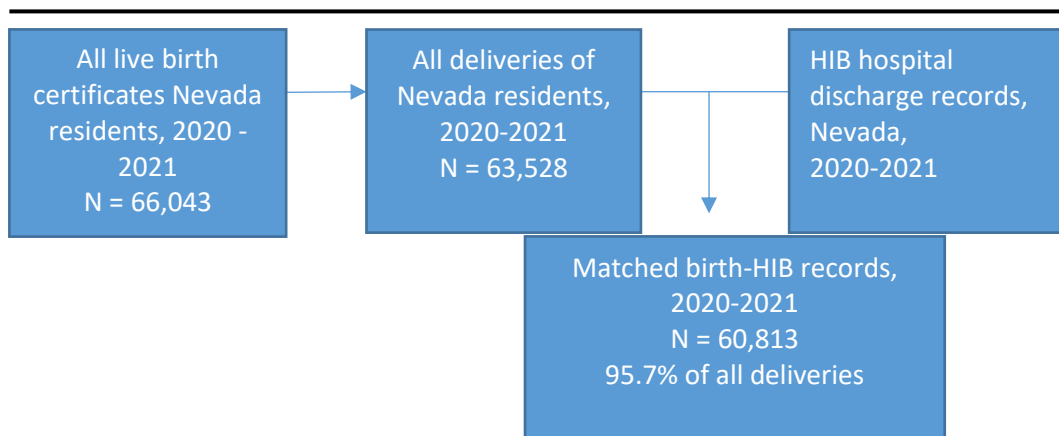 All live birth
certificates Nevada
residents, 2020 -
2021
N = 66,043
All deliveries of
Nevada residents,
2020-2021
N = 63,528
HIB hospital
discharge records,
Nevada,
2020-2021
Matched birth-HIB records,
2020-2021
N = 60,813
95.7% of all deliveries